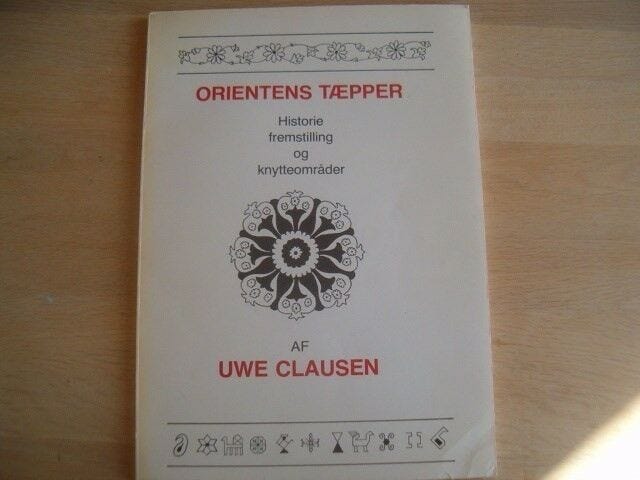 ORIENTENS TÆPPER
Historie
fremstilling
og
knytteområder
AF
UWE CLAUSEN